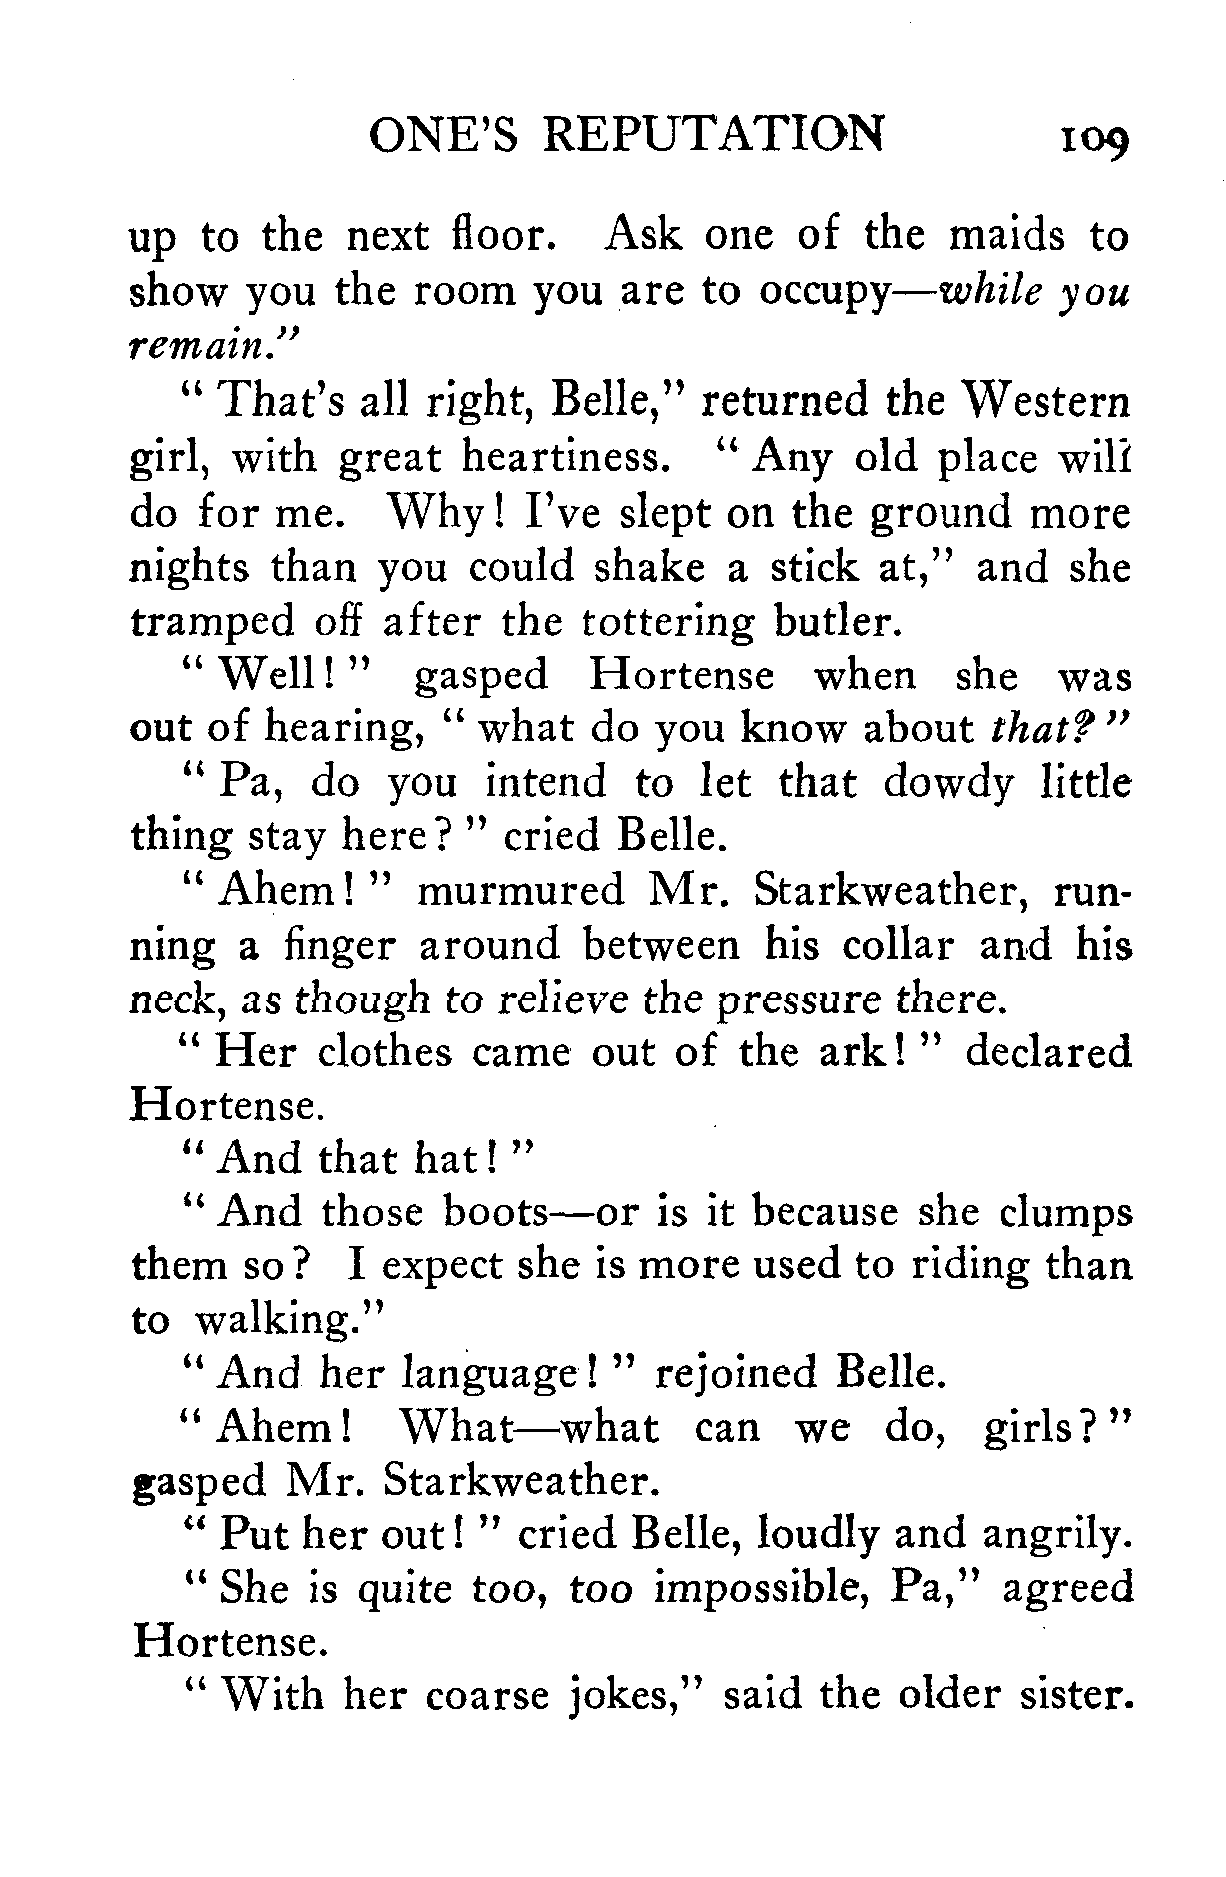 ONE'S REPUTATION 109
up to the next floor. Ask one of the maids to
show you the room you are to occupy—while you
remain."
" That's all right, Belle," returned the Western
girl, with great heartiness. " Any old place will
do for me. Why! I've slept on the ground more
nights than you could shake a stick at," and she
tramped off after the tottering butler.
" Well! " gasped Hortense when she was
out of hearing, " what do you know about that? "
" Pa, do you intend to let that dowdy little
thing stay here? " cried Belle.
" Ahem! " murmured Mr. Starkweather, run-
ning a finger around between his collar and his
neck, as though to relieve the pressure there.
" Her clothes came out of the ark! " declared
Hortense.
" And that hat! "
" And those boots—or is it because she clumps
them so? I expect she is more used to riding than
to walking."
" And her language! " rejoined Belle.
" Ahem! What—what can we do, girls? "
gasped Mr. Starkweather.
" Put her out! " cried Belle, loudly and angrily.
" She is quite too, too impossible, Pa," agreed
Hortense.
" With her coarse jokes," said the older sister.